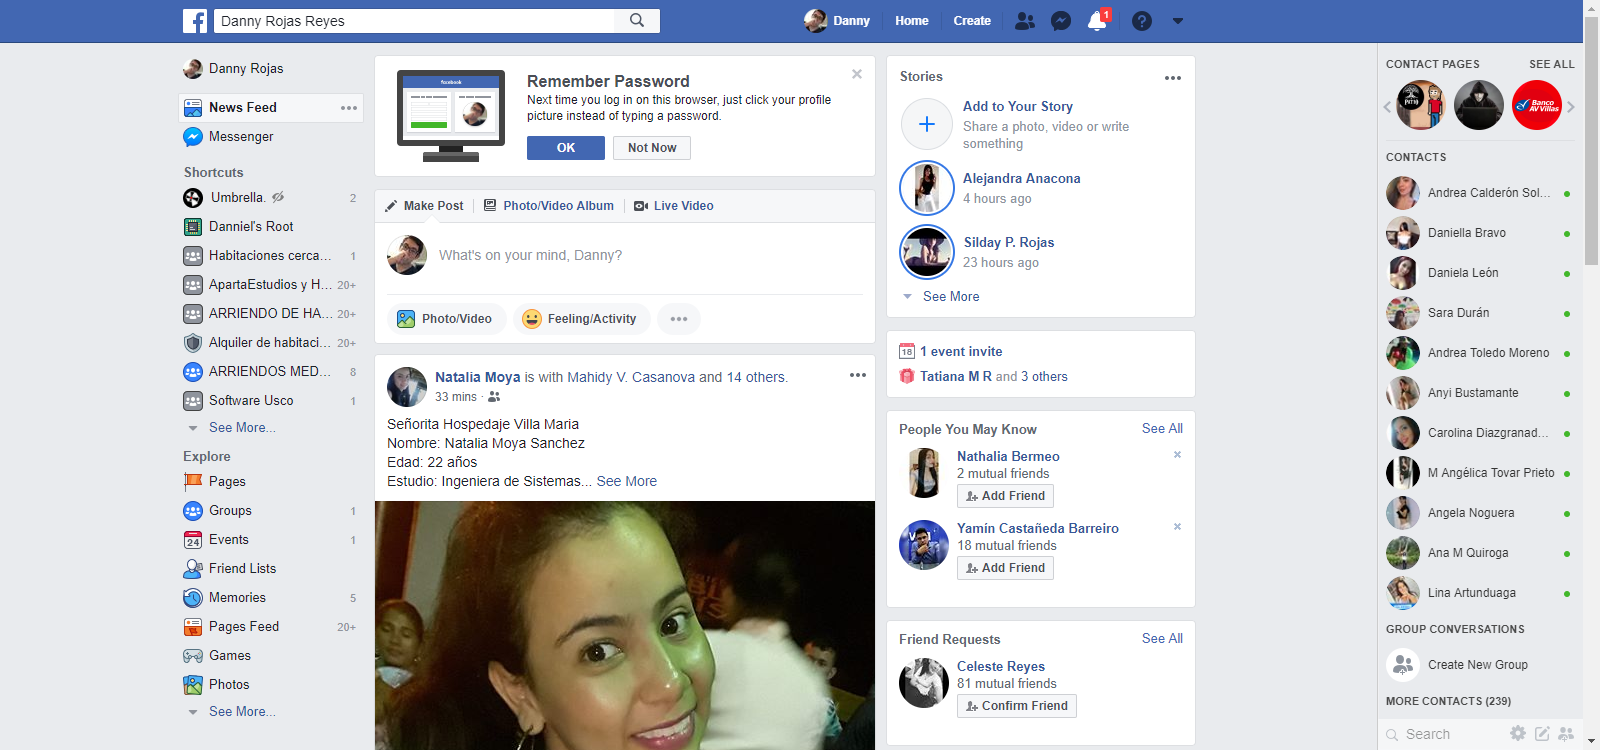 Danny Rojas Reyes
Danny
Home
Create
1
Danny Rojas
News Feed
Messenger
Shortcuts
Umbrella. 2
Danniel's Root
Habitaciones cerca... 1
ApartaEstudios y H... 20+
ARRIENDO DE HA... 20+
Alquiler de habitaci... 20+
ARRIENDOS MED... 8
Software Usco 1
See More...
Explore
Pages
Groups 1
24
Events 1
Friend Lists
Memories 5
Pages Feed 20+
Games
Photos
See More...
facebook
Remember Password
Next time you log in on this browser, just click your profile
picture instead of typing a password.
OK
Not Now
Make Post
Photo/Video Album
Live Video
What's on your mind, Danny?
Photo/Video
Feeling/Activity
Natalia Moya is with Mahidy V. Casanova and 14 others.
33 mins ·
Señorita Hospedaje Villa Maria
Nombre: Natalia Moya Sanchez
Edad: 22 años
Estudio: Ingeniera de Sistemas... See More
Stories
Add to Your Story
Share a photo, video or write
something
Alejandra Anacona
4 hours ago
Silday P. Rojas
23 hours ago
See More
18
1 event invite
Tatiana M R and 3 others
People You May Know
See All
Nathalia Bermeo
2 mutual friends
Add Friend
Yamín Castañeda Barreiro
18 mutual friends
Add Friend
Friend Requests
See All
Celeste Reyes
81 mutual friends
Confirm Friend
CONTACT PAGES
SEE ALL
Banco
AV Villas
CONTACTS
Andrea Calderón Sol...
Daniella Bravo
Daniela León
Sara Durán
Andrea Toledo Moreno
Anyi Bustamante
Carolina Diazgranad...
M Angélica Tovar Prieto
Angela Noguera
Ana M Quiroga
Lina Artunduaga
GROUP CONVERSATIONS
Create New Group
MORE CONTACTS (239)
Search